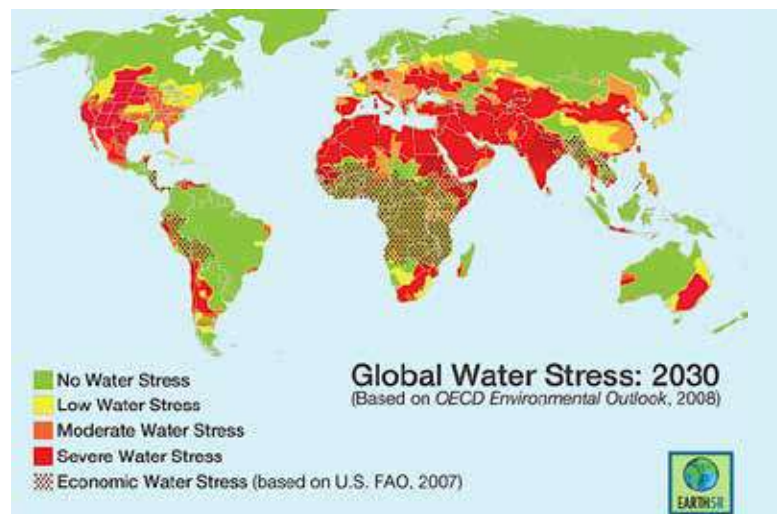 Global Water Stress: 2030
(Based on OECD Environmental Outlook, 2008)
No Water Stress
Low Water Stress
Moderate Water Stress
Severe Water Stress
Economic Water Stress (based on U.S. FAO, 2007)
EARTH5R